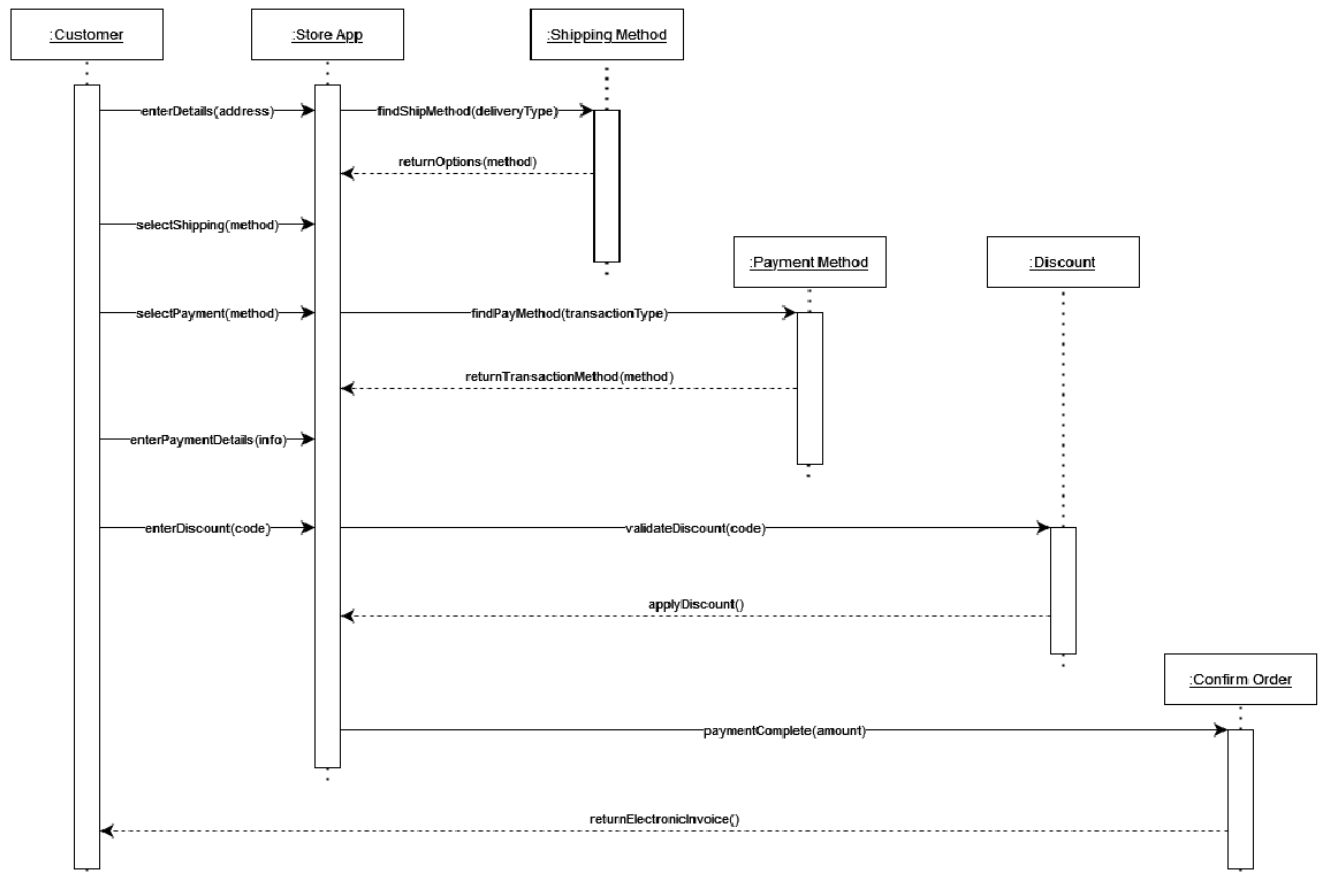 :Customer
:Store App
:Shipping Method
enterDetails(address)
findShipMethod(deliveryType)
returnOptions(method)
selectShipping(method)
:Payment Method
:Discount
selectPayment(method)
findPayMethod(transactionType)
returnTransactionMethod(method)
enterPaymentDetails(info)
enterDiscount(code)
validateDiscount(code)
applyDiscount()
:Confirm Order
paymentComplete(amount)
returnElectronicInvoice()